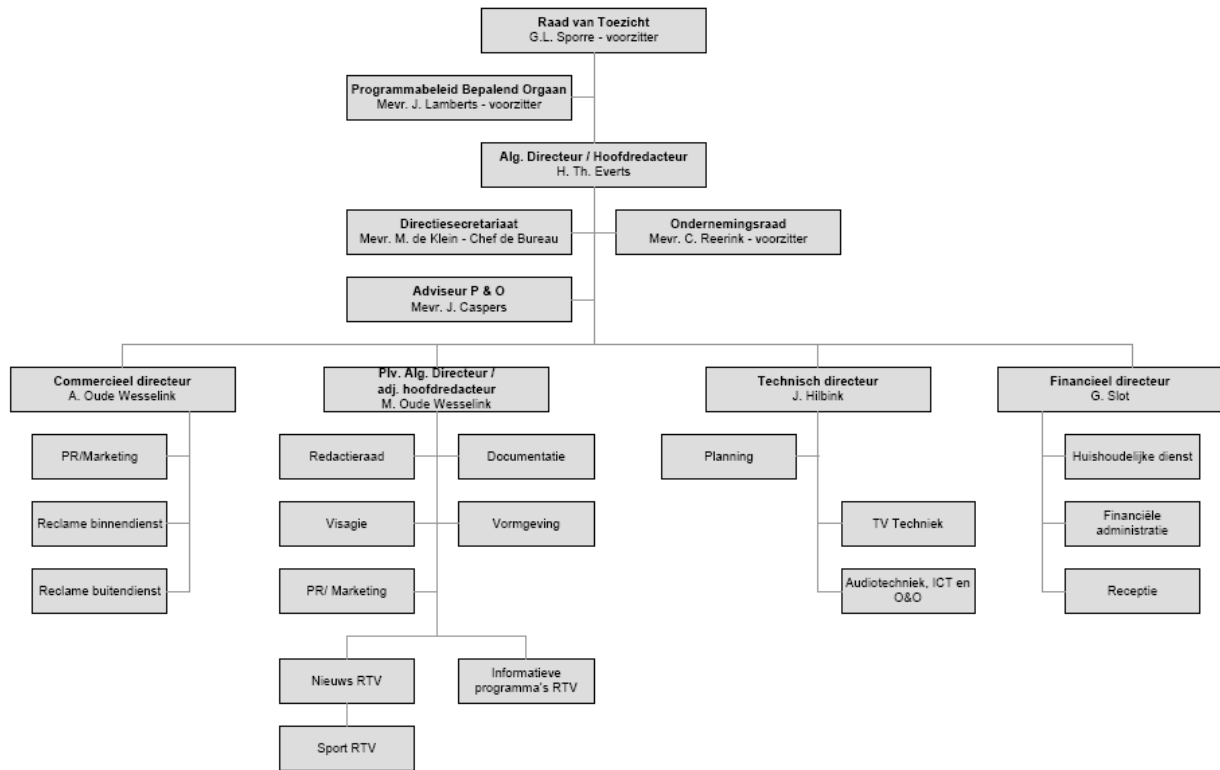 Raad van Toezicht
G.L. Sporre - voorzitter
Programmabeleid Bepalend Orgaan
Mevr. J. Lamberts - voorzitter
Alg. Directeur / Hoofdredacteur
H. Th. Everts
Directiesecretariaat
Mevr. M. de Klein - Chef de Bureau
Ondernemingsraad
Mevr. C. Reerink - voorzitter
Adviseur P & O
Mevr. J. Caspers
Commercieel directeur
A. Oude Wesselink
Plv. Alg. Directeur /
adj. hoofdredacteur
M. Oude Wesselink
Technisch directeur
J. Hilbink
Financieel directeur
G. Slot
PR/Marketing
Redactieraad
Documentatie
Planning
Huishoudelijke dienst
Reclame binnendienst
Visagie
Vormgeving
TV Techniek
Financiële
administratie
Reclame buitendienst
PR/ Marketing
Audiotechniek, ICT en
O&O
Receptie
Nieuws RTV
Informatieve
programma's RTV
Sport RTV